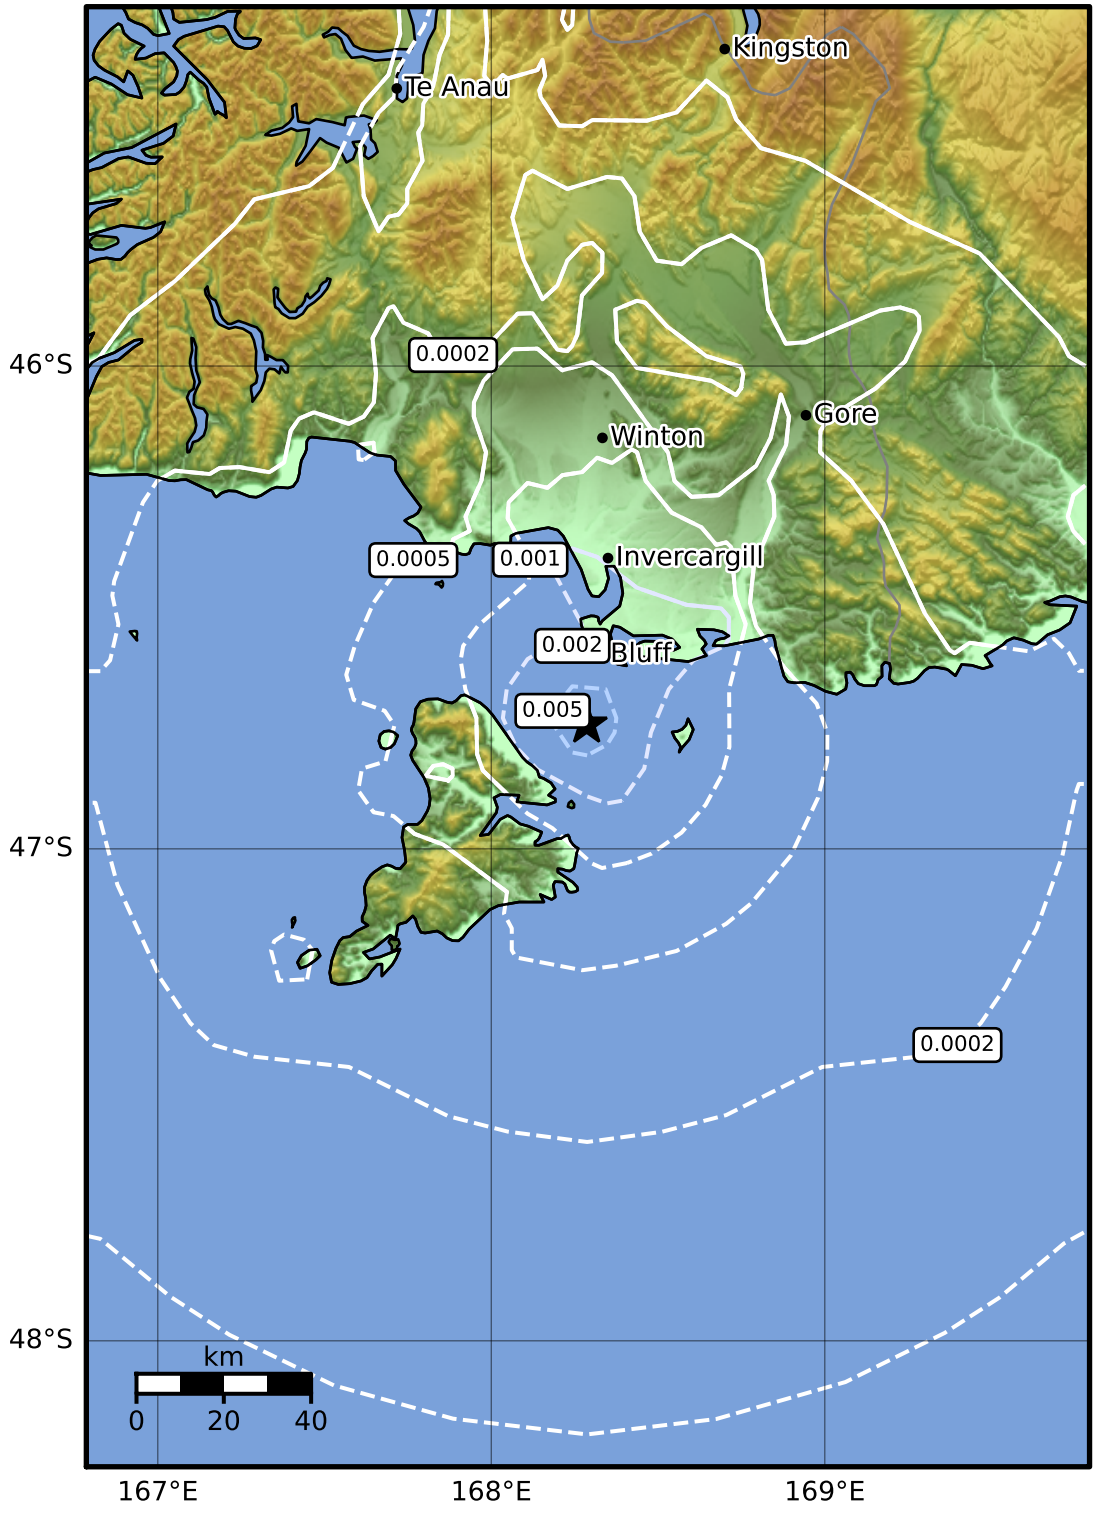 Kingston
Te Anau
0.0002
46°S
Gore
Winton
0.0005
0.001
Invercargill
0.002
Bluff
0.005
47°S
0.0002
48°S
km
0 20 40
167°E 168°E 169°E